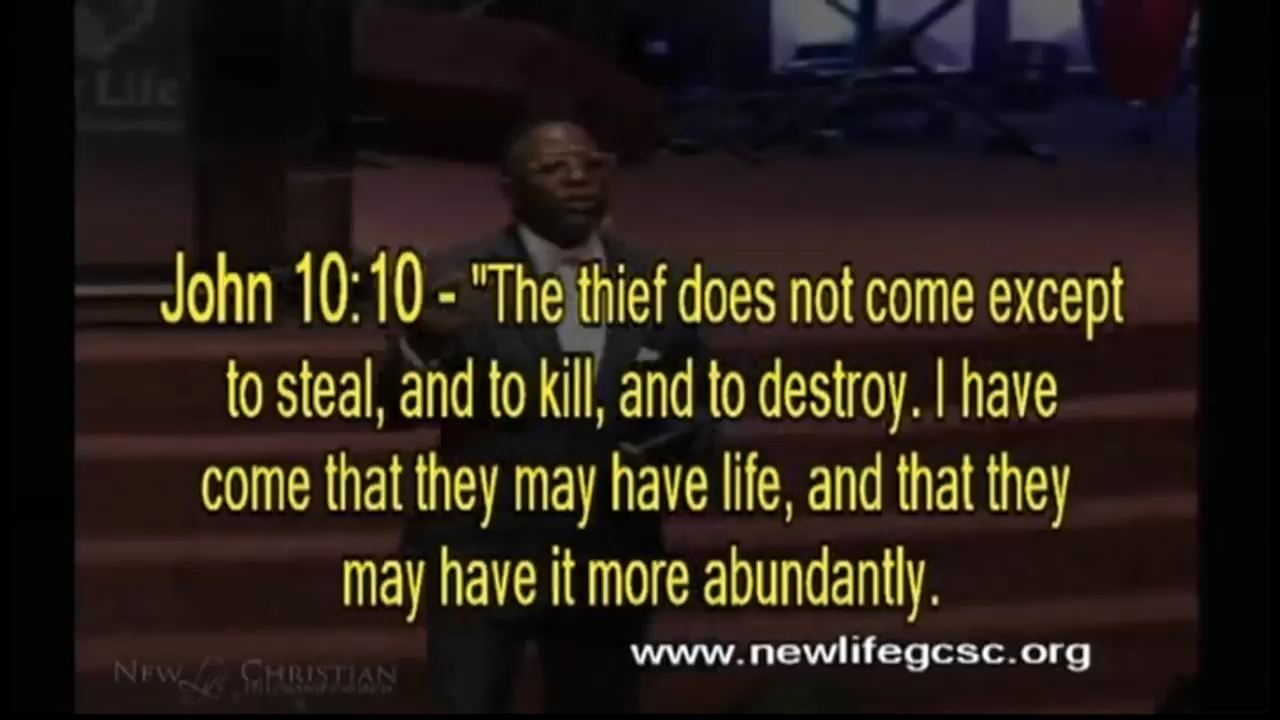 Life
John 10:10 - "The thief does not come except
to steal, and to kill, and to destroy. I have
come that they may have life, and that they
may have it more abundantly.
www.newlifegcsc.org
NEW Life CHRISTIAN